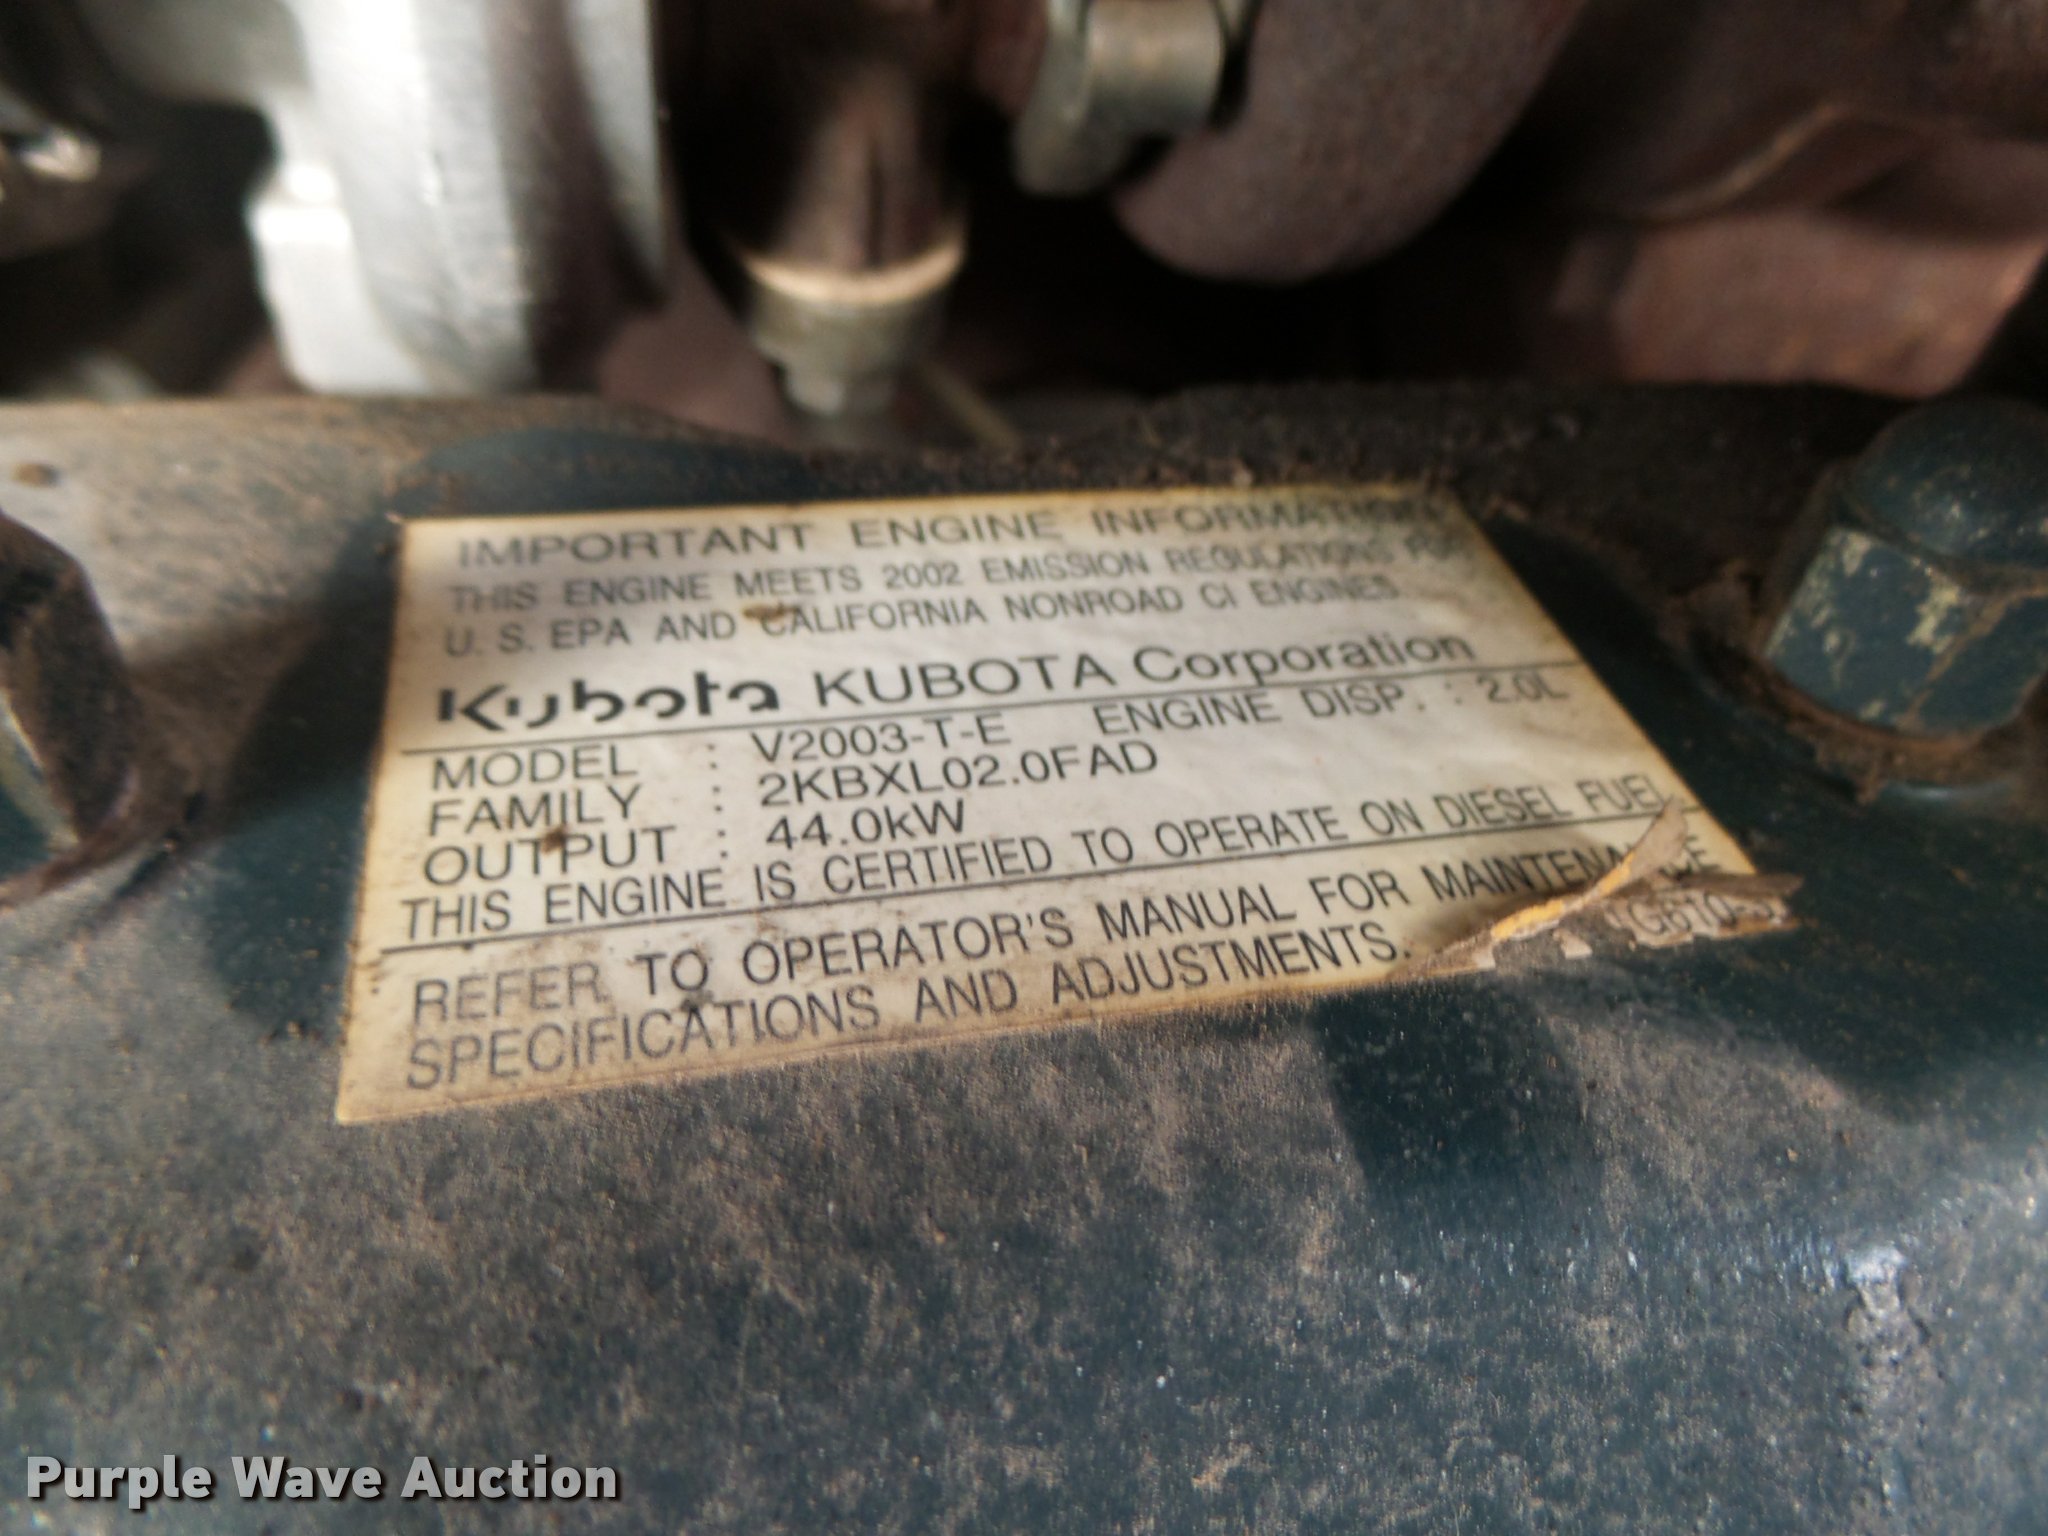 IMPORTANT ENGINE INFORMATION
THIS ENGINE MEETS 2002 EMISSION REGULATIONS FOR
U. S. EPA AND CALIFORNIA NONROAD CI ENGINES.
Kubota KUBOTA Corporation
MODEL : V2003-T-E ENGINE DISP. : 2.0L
FAMILY : 2KBXL02.0FAD
OUTPUT : 44.0kW
THIS ENGINE IS CERTIFIED TO OPERATE ON DIESEL FUEL
REFER TO OPERATOR'S MANUAL FOR MAINTENANCE
SPECIFICATIONS AND ADJUSTMENTS.
Purple Wave Auction